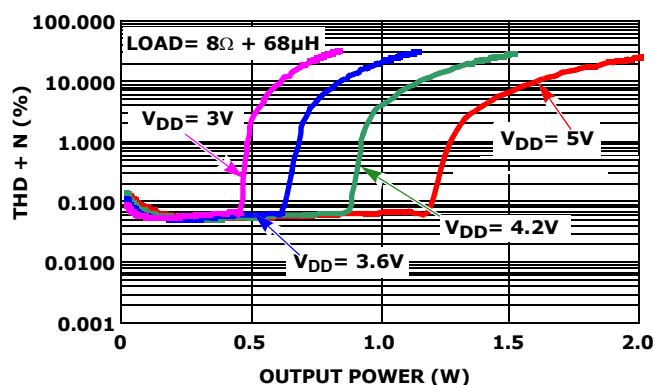 100.000
LOAD= 8Ω + 68µH
10.000
V_DD= 3V
V_DD= 5V
1.000
THD + N (%)
0.100
V_DD= 4.2V
V_DD= 3.6V
0.0100
0.001
0 0.5 1.0 1.5 2.0
OUTPUT POWER (W)